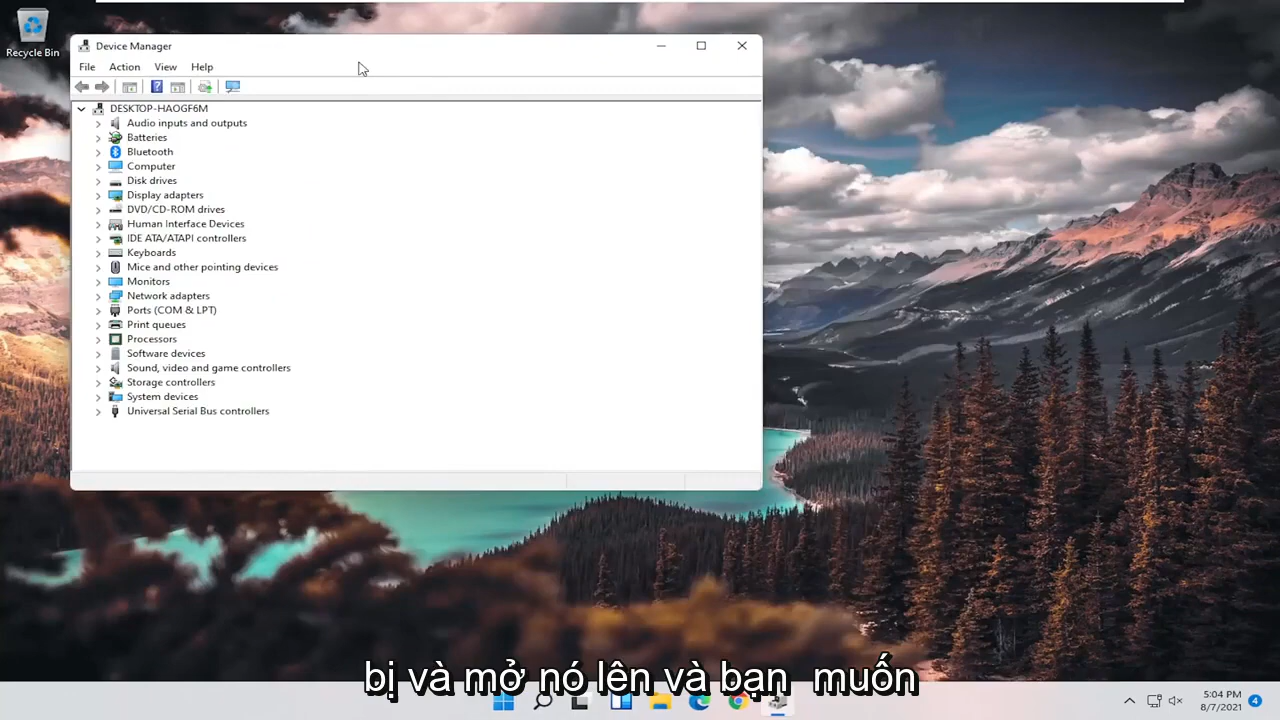 Recycle Bin
Device Manager
File Action View Help
DESKTOP-HAOGF6M
Audio inputs and outputs
Batteries
Bluetooth
Computer
Disk drives
Display adapters
DVD/CD-ROM drives
Human Interface Devices
IDE ATA/ATAPI controllers
Keyboards
Mice and other pointing devices
Monitors
Network adapters
Ports (COM & LPT)
Print queues
Processors
Software devices
Sound, video and game controllers
Storage controllers
System devices
Universal Serial Bus controllers
bị và mở nó lên và bạn muốn
5:04 PM
8/7/2021
4